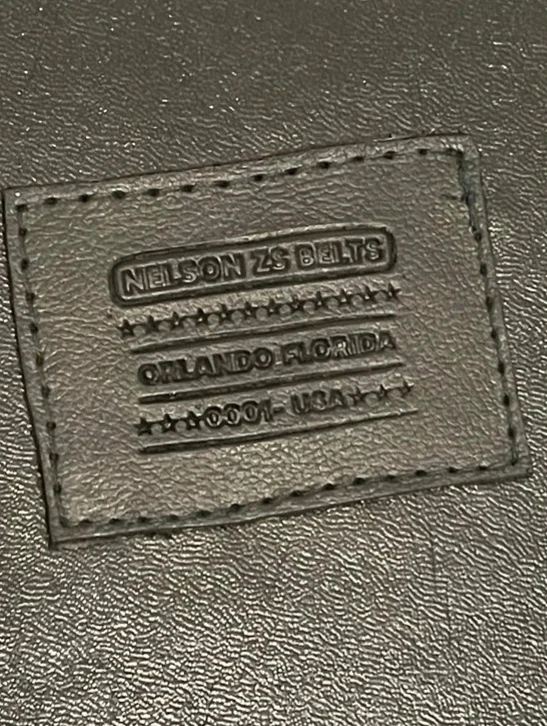 NELSON ZS BELTS
★★★★★★★★★★★★
ORLANDO FLORIDA
★★★0001- USA★★★